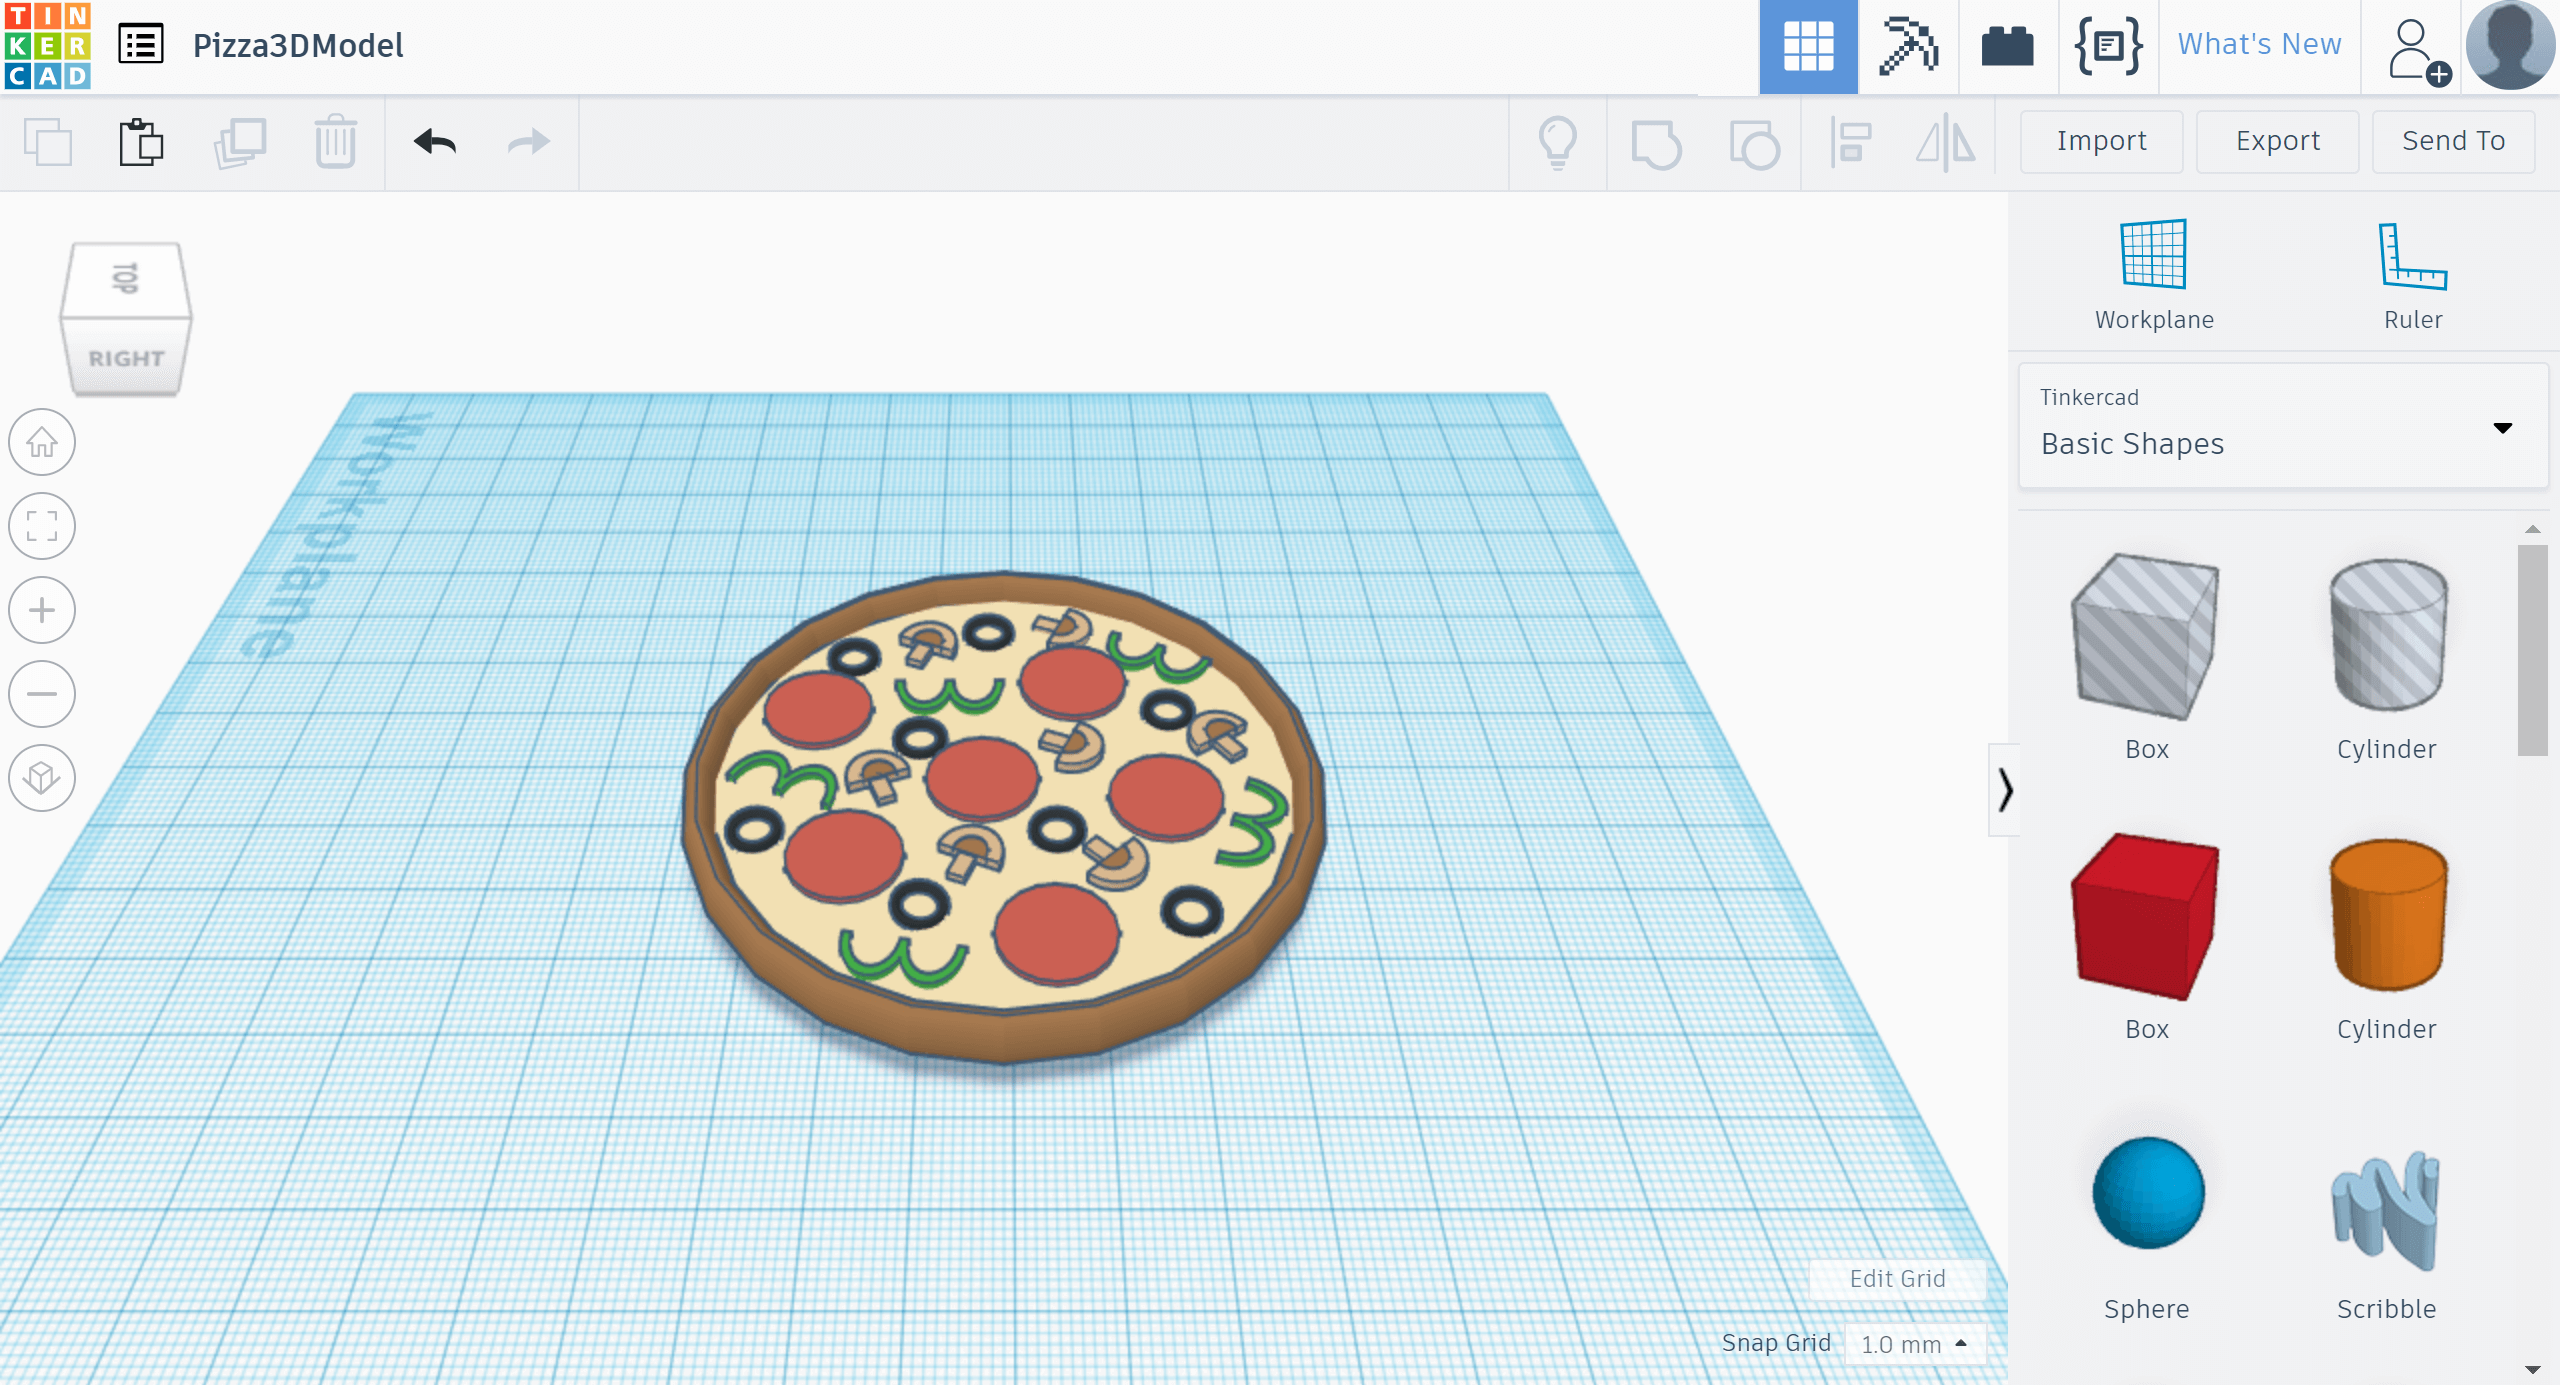 TIN
KER
CAD
Pizza3DModel
What's New
Import
Export
Send To
TOP
RIGHT
Workplane
Workplane
Ruler
Tinkercad
Basic Shapes
Box
Cylinder
Box
Cylinder
Sphere
Scribble
Edit Grid
Snap Grid
1.0 mm